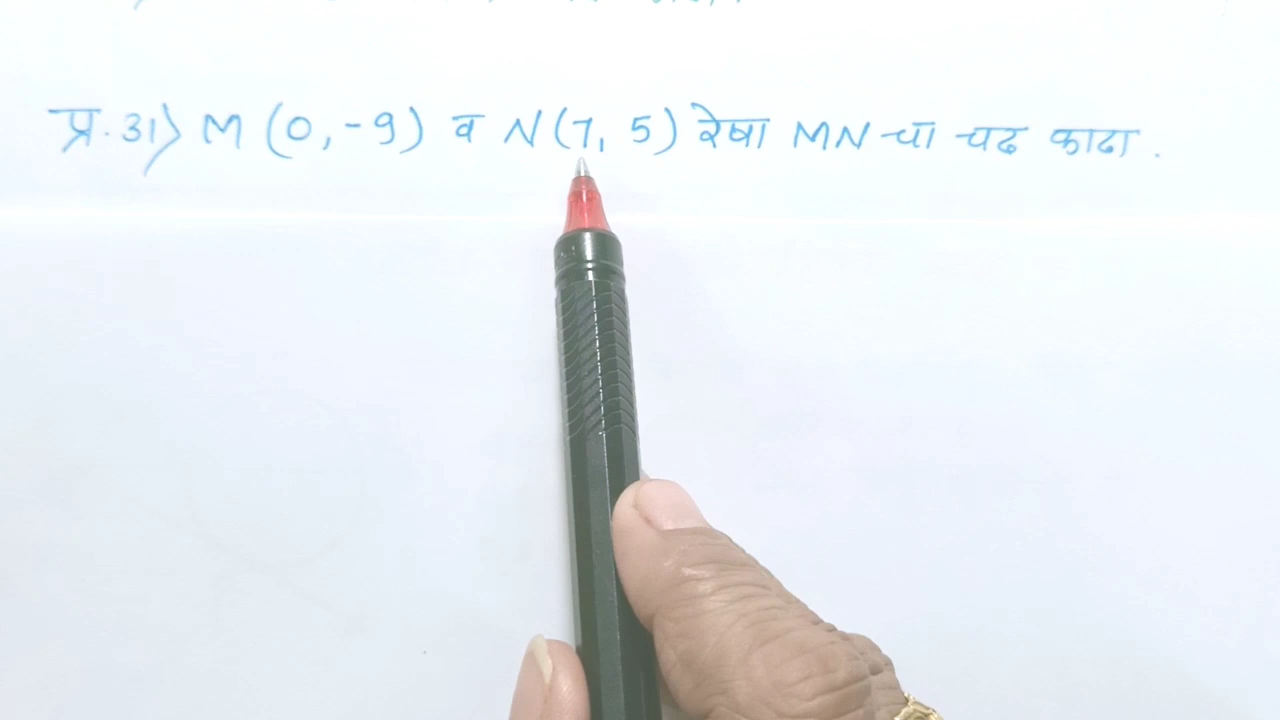 प्र. 31) M (0, -9) व N (7, 5) रेषा MN चा चढ काढा .